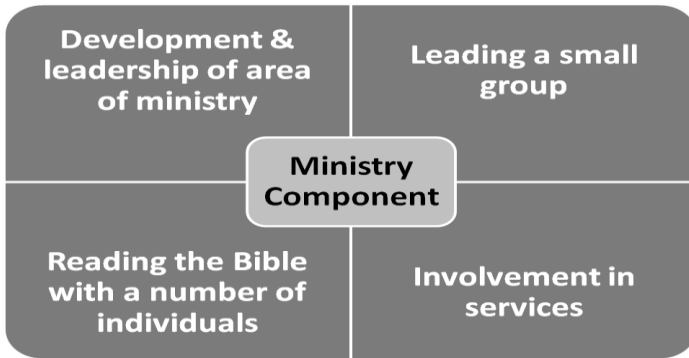 Development &
leadership of area
of ministry
Leading a small
group
Ministry
Component
Reading the Bible
with a number of
individuals
Involvement in
services